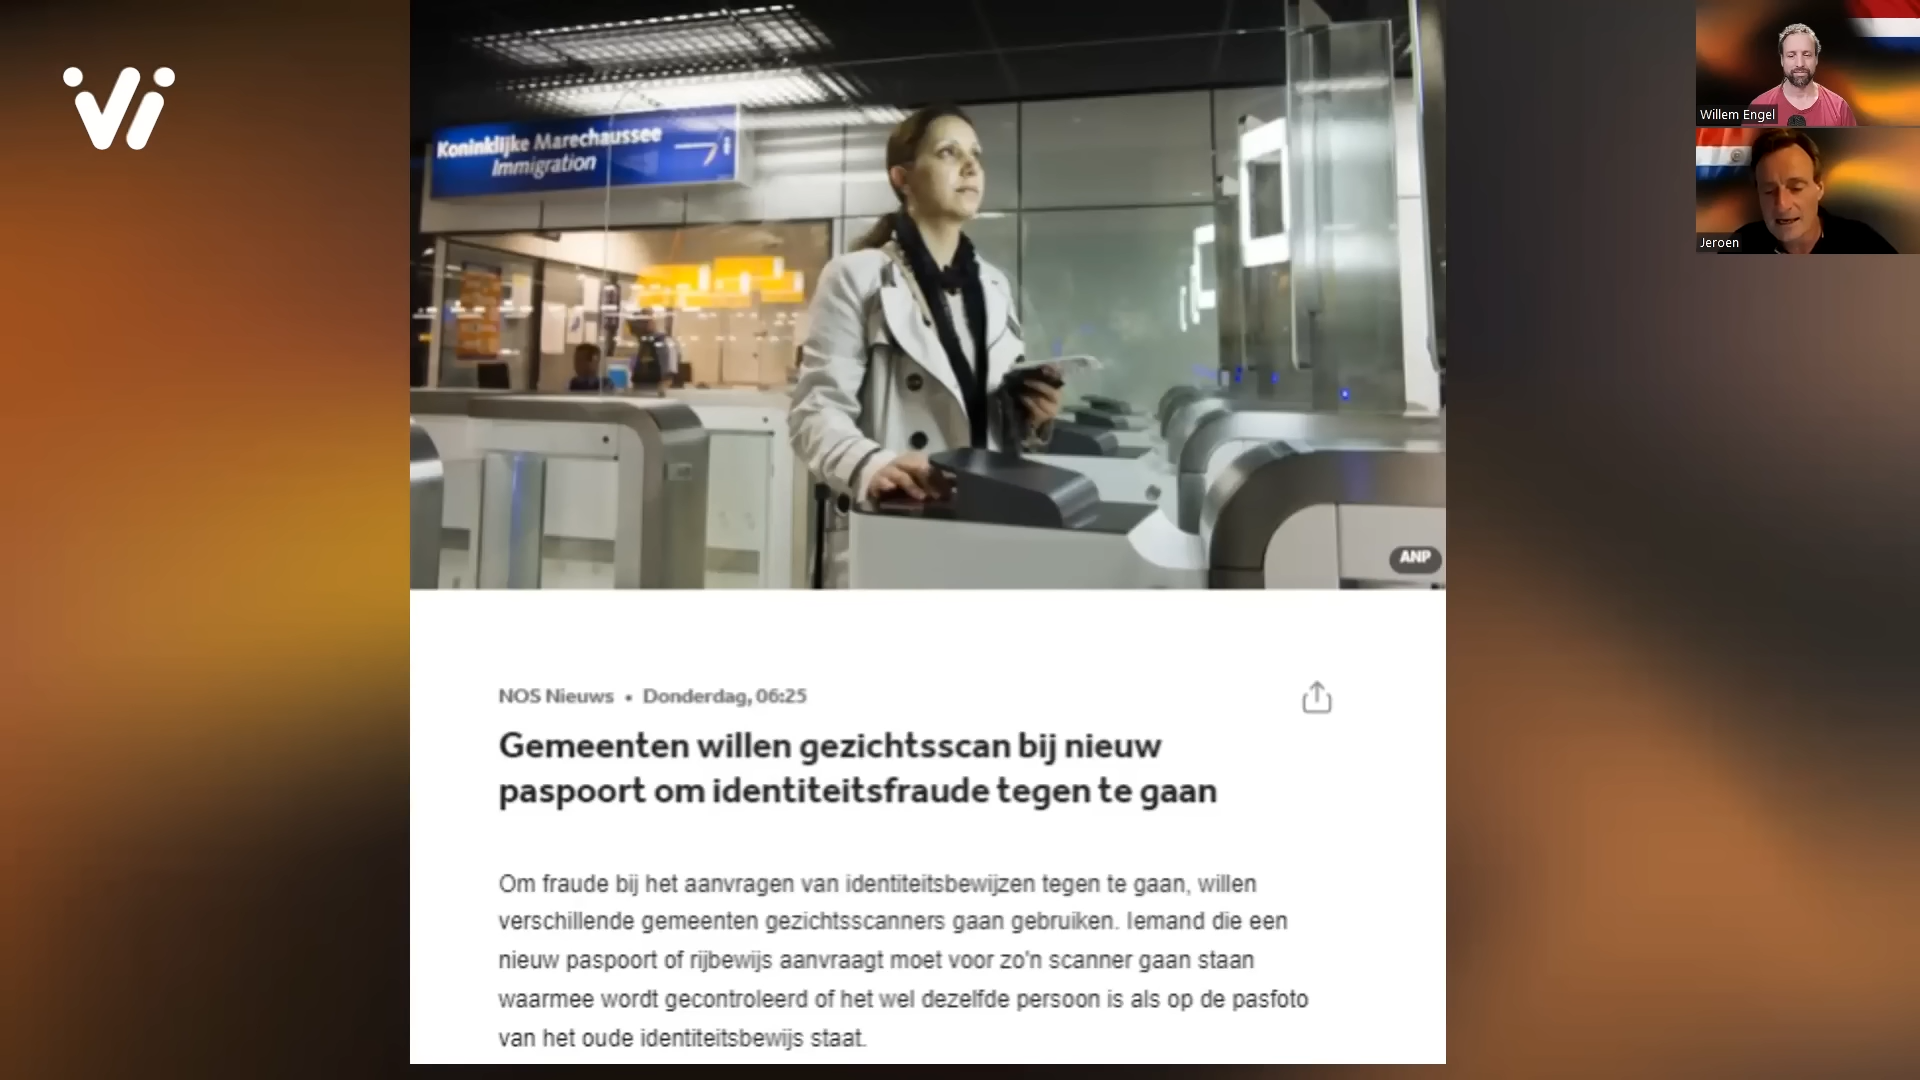 Vi
Koninklijke Marechaussee
Immigration
ANP
Willem Engel
Jeroen
NOS Nieuws • Donderdag, 06:25
Gemeenten willen gezichtsscan bij nieuw
paspoort om identiteitsfraude tegen te gaan
Om fraude bij het aanvragen van identiteitsbewijzen tegen te gaan, willen
verschillende gemeenten gezichtsscanners gaan gebruiken. Iemand die een
nieuw paspoort of rijbewijs aanvraagt moet voor zo'n scanner gaan staan
waarmee wordt gecontroleerd of het wel dezelfde persoon is als op de pasfoto
van het oude identiteitsbewijs staat.